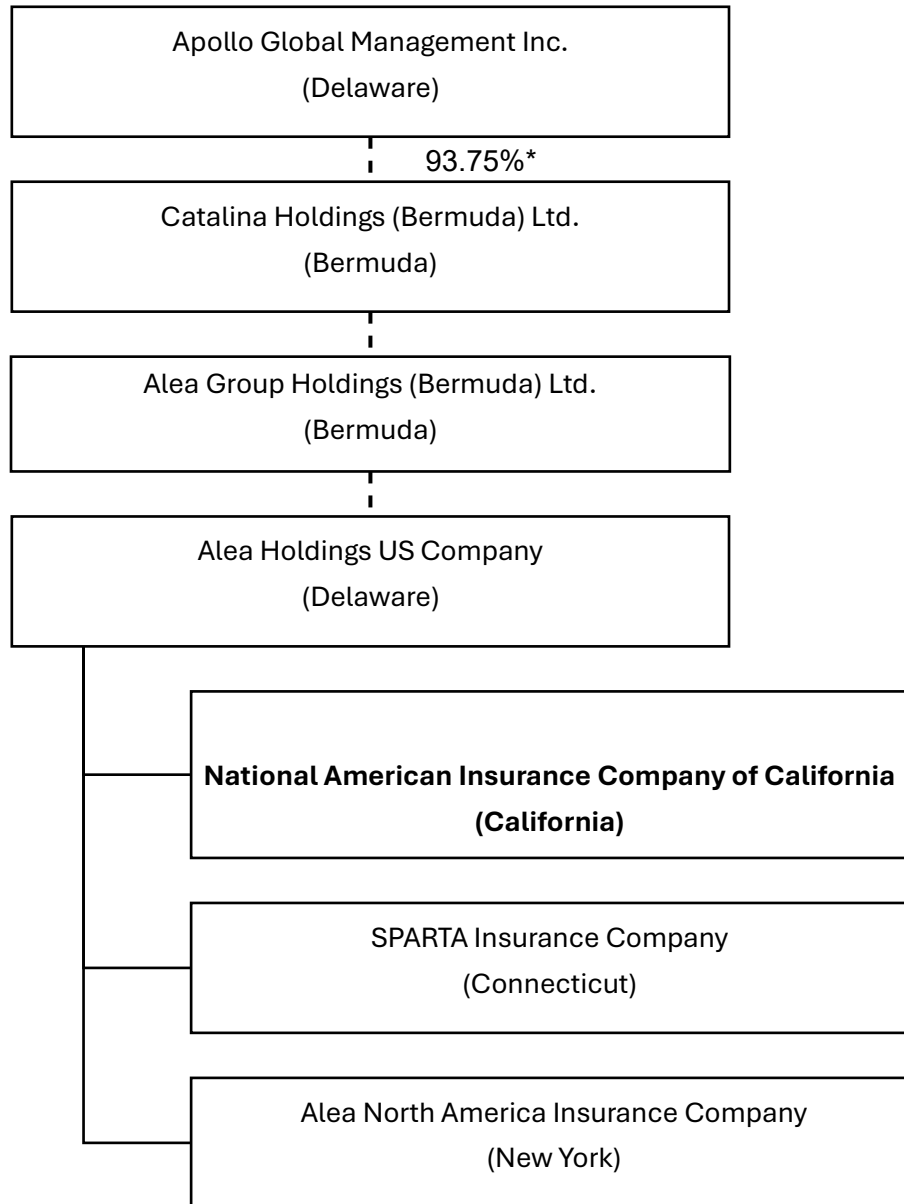 Apollo Global Management Inc.
(Delaware)
93.75%*
Catalina Holdings (Bermuda) Ltd.
(Bermuda)
Alea Group Holdings (Bermuda) Ltd.
(Bermuda)
Alea Holdings US Company
(Delaware)
National American Insurance Company of California
(California)
SPARTA Insurance Company
(Connecticut)
Alea North America Insurance Company
(New York)